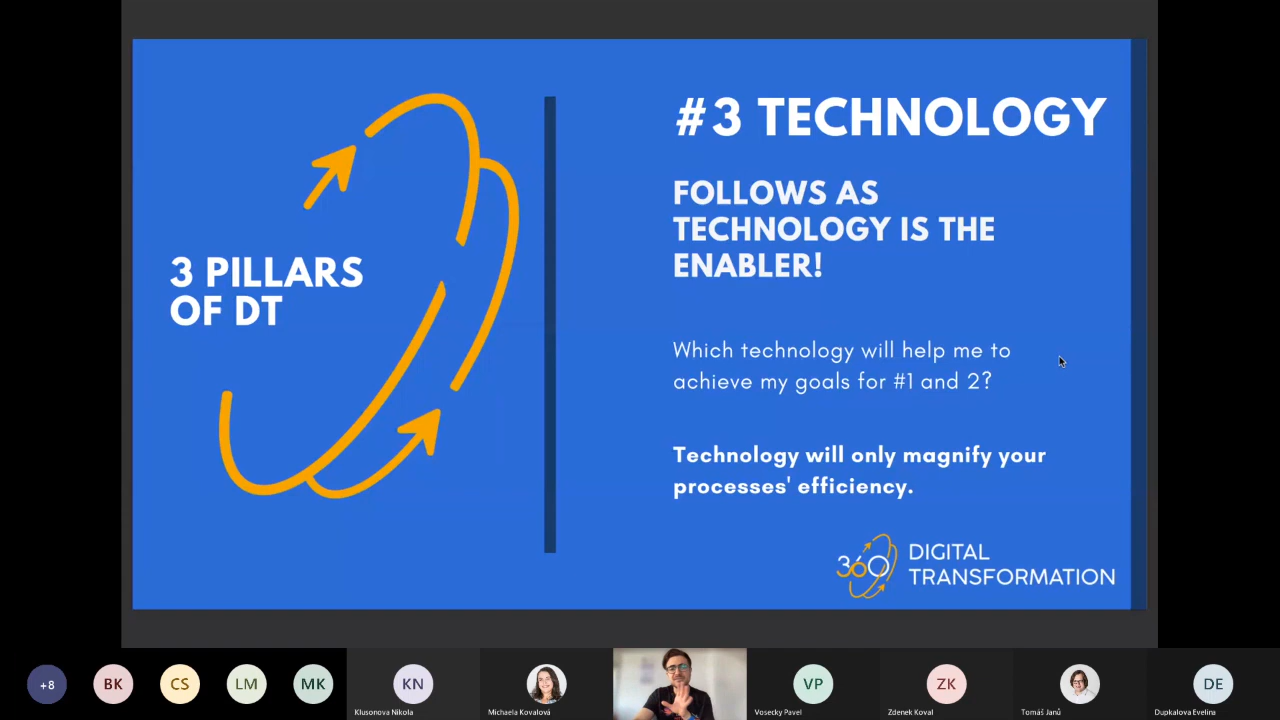 3 PILLARS
OF DT
#3 TECHNOLOGY
FOLLOWS AS
TECHNOLOGY IS THE
ENABLER!
Which technology will help me to
achieve my goals for #1 and 2?
Technology will only magnify your
processes' efficiency.
360
DIGITAL
TRANSFORMATION
+8
BK
CS
LM
MK
KN
Klusonova Nikola
Michaela Kovalová
VP
Vosecky Pavel
ZK
Zdenek Koval
Tomáš Janů
DE
Dupkalova Evelina